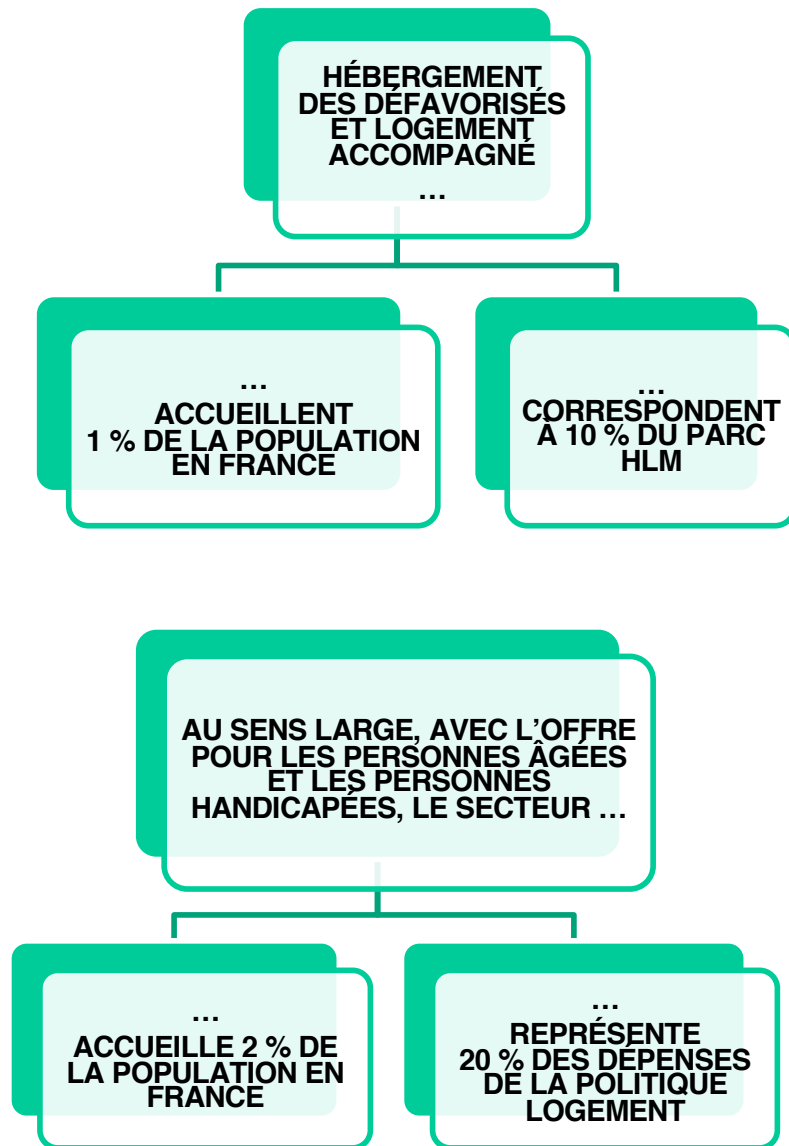 HÉBERGEMENT
DES DÉFAVORISÉS
ET LOGEMENT
ACCOMPAGNÉ
…
…
ACCUEILLENT
1 % DE LA POPULATION
EN FRANCE
…
CORRESPONDENT
À 10 % DU PARC
HLM
AU SENS LARGE, AVEC L’OFFRE
POUR LES PERSONNES ÂGÉES
ET LES PERSONNES
HANDICAPÉES, LE SECTEUR …
…
ACCUEILLE 2 % DE
LA POPULATION EN
FRANCE
…
REPRÉSENTE
20 % DES DÉPENSES
DE LA POLITIQUE
LOGEMENT